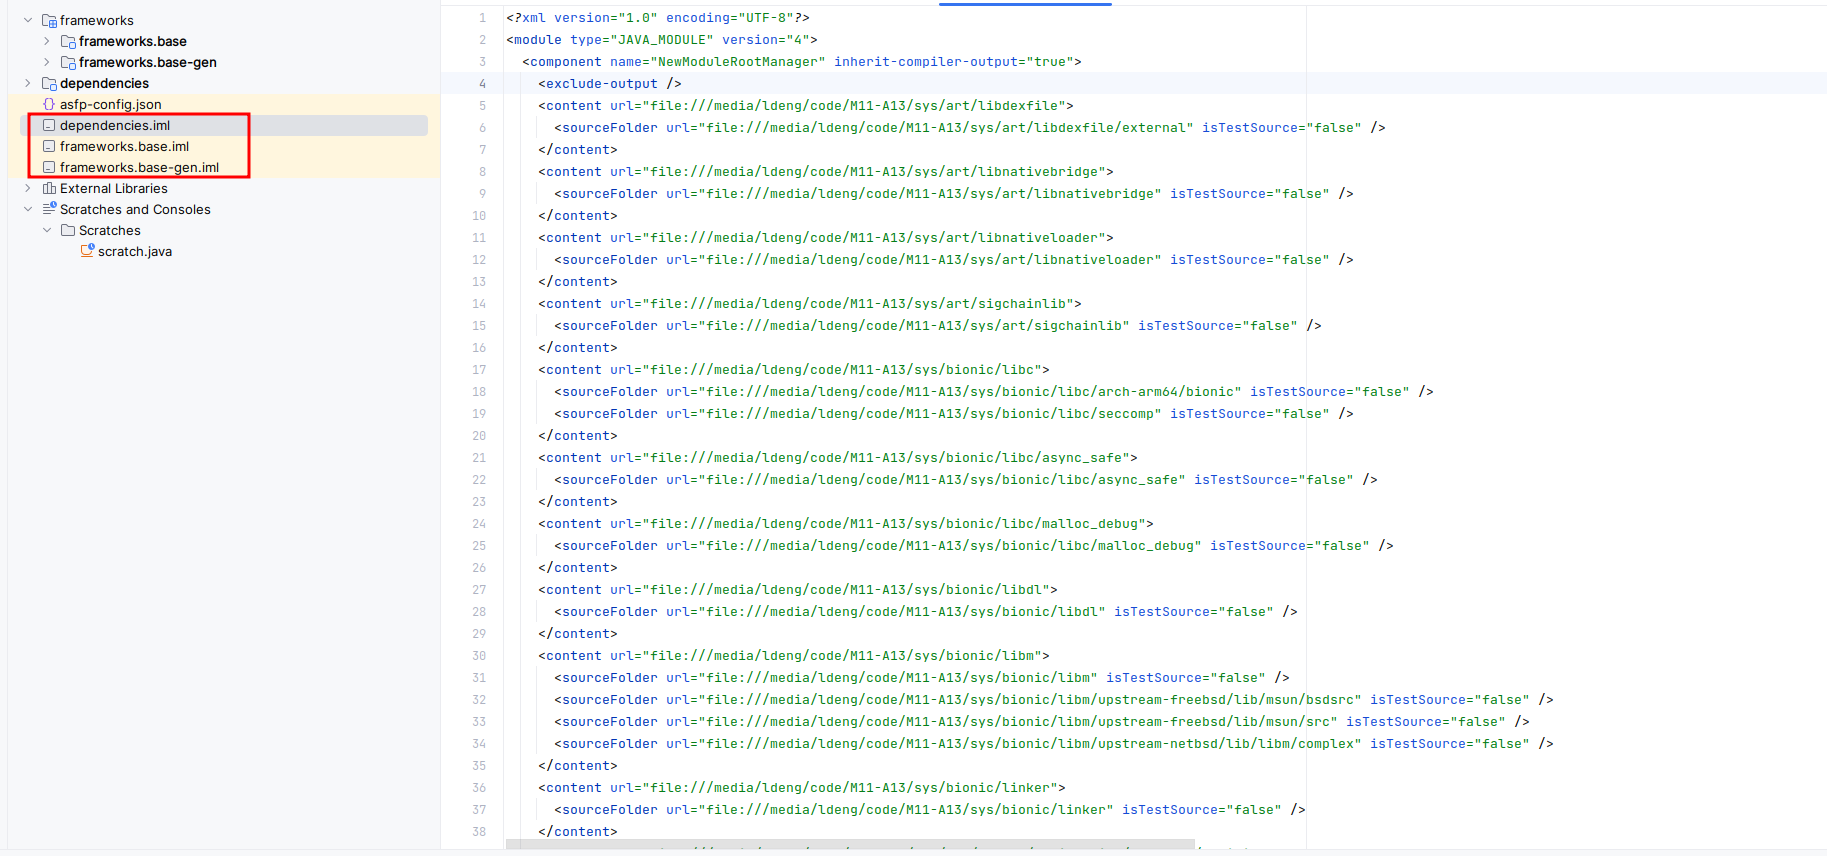 frameworks
frameworks.base
frameworks.base-gen
dependencies
asfp-config.json
dependencies.iml
frameworks.base.iml
frameworks.base-gen.iml
External Libraries
Scratches and Consoles
Scratches
scratch.java
1 <?xml version="1.0" encoding="UTF-8"?>
2 <module type="JAVA_MODULE" version="4">
3 <component name="NewModuleRootManager" inherit-compiler-output="true">
4 <exclude-output />
5 <content url="file:///media/ldeng/code/M11-A13/sys/art/libdexfile">
6 <sourceFolder url="file:///media/ldeng/code/M11-A13/sys/art/libdexfile/external" isTestSource="false" />
7 </content>
8 <content url="file:///media/ldeng/code/M11-A13/sys/art/libnativebridge">
9 <sourceFolder url="file:///media/ldeng/code/M11-A13/sys/art/libnativebridge" isTestSource="false" />
10 </content>
11 <content url="file:///media/ldeng/code/M11-A13/sys/art/libnativeloader">
12 <sourceFolder url="file:///media/ldeng/code/M11-A13/sys/art/libnativeloader" isTestSource="false" />
13 </content>
14 <content url="file:///media/ldeng/code/M11-A13/sys/art/sigchainlib">
15 <sourceFolder url="file:///media/ldeng/code/M11-A13/sys/art/sigchainlib" isTestSource="false" />
16 </content>
17 <content url="file:///media/ldeng/code/M11-A13/sys/bionic/libc">
18 <sourceFolder url="file:///media/ldeng/code/M11-A13/sys/bionic/libc/arch-arm64/bionic" isTestSource="false" />
19 <sourceFolder url="file:///media/ldeng/code/M11-A13/sys/bionic/libc/seccomp" isTestSource="false" />
20 </content>
21 <content url="file:///media/ldeng/code/M11-A13/sys/bionic/libc/async_safe">
22 <sourceFolder url="file:///media/ldeng/code/M11-A13/sys/bionic/libc/async_safe" isTestSource="false" />
23 </content>
24 <content url="file:///media/ldeng/code/M11-A13/sys/bionic/libc/malloc_debug">
25 <sourceFolder url="file:///media/ldeng/code/M11-A13/sys/bionic/libc/malloc_debug" isTestSource="false" />
26 </content>
27 <content url="file:///media/ldeng/code/M11-A13/sys/bionic/libdl">
28 <sourceFolder url="file:///media/ldeng/code/M11-A13/sys/bionic/libdl" isTestSource="false" />
29 </content>
30 <content url="file:///media/ldeng/code/M11-A13/sys/bionic/libm">
31 <sourceFolder url="file:///media/ldeng/code/M11-A13/sys/bionic/libm" isTestSource="false" />
32 <sourceFolder url="file:///media/ldeng/code/M11-A13/sys/bionic/libm/upstream-freebsd/lib/msun/bsdsrc" isTestSource="false" />
33 <sourceFolder url="file:///media/ldeng/code/M11-A13/sys/bionic/libm/upstream-freebsd/lib/msun/src" isTestSource="false" />
34 <sourceFolder url="file:///media/ldeng/code/M11-A13/sys/bionic/libm/upstream-netbsd/lib/libm/complex" isTestSource="false" />
35 </content>
36 <content url="file:///media/ldeng/code/M11-A13/sys/bionic/linker">
37 <sourceFolder url="file:///media/ldeng/code/M11-A13/sys/bionic/linker" isTestSource="false" />
38 </content>